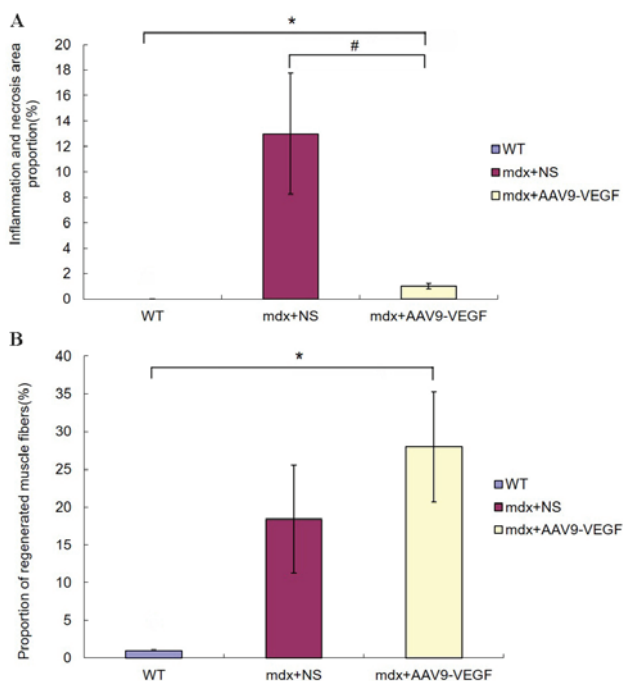 A
*
#
Inflammation and necrosis area
proportion(%)
20
18
16
14
12
10
8
6
4
2
0
WT
mdx+NS
mdx+AAV9-VEGF
WT
mdx+NS
mdx+AAV9-VEGF
B
*
Proportion of regenerated muscle fibers(%)
40
35
30
25
20
15
10
5
0
WT
mdx+NS
mdx+AAV9-VEGF
WT
mdx+NS
mdx+AAV9-VEGF